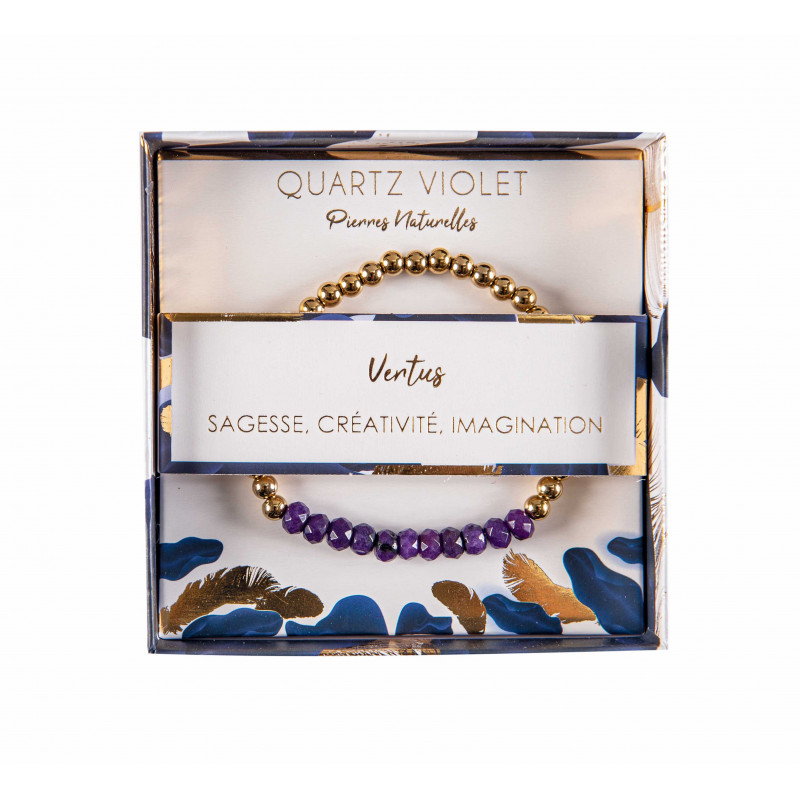 QUARTZ VIOLET
Pierres Naturelles
Vertus
SAGESSE, CRÉATIVITÉ, IMAGINATION